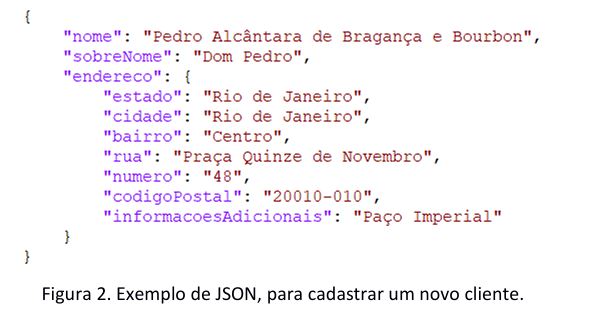 {
"nome": "Pedro Alcântara de Bragança e Bourbon",
"sobreNome": "Dom Pedro",
"endereco": {
"estado": "Rio de Janeiro",
"cidade": "Rio de Janeiro",
"bairro": "Centro",
"rua": "Praça Quinze de Novembro",
"numero": "48",
"codigoPostal": "20010-010",
"informacoesAdicionais": "Paço Imperial"
}
}
Figura 2. Exemplo de JSON, para cadastrar um novo cliente.